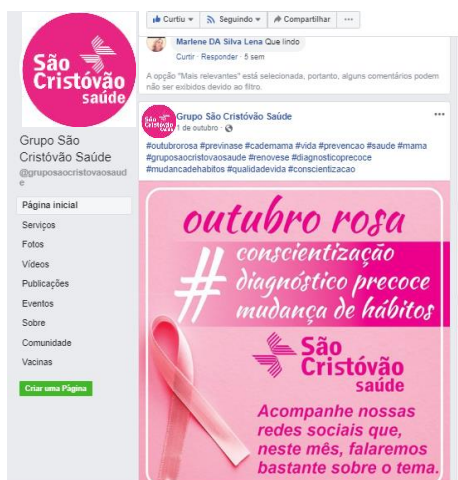 Curtiu
Seguindo
Compartilhar
São
Cristóvão
saúde
Grupo São
Cristóvão Saúde
@gruposaocristovaosaud
e
Página inicial
Serviços
Fotos
Vídeos
Publicações
Eventos
Sobre
Comunidade
Vacinas
Criar uma Página
Marlene DA Silva Lena Que lindo
Curtir · Responder · 5 sem
A opção "Mais relevantes" está selecionada, portanto, alguns comentários podem
não ser exibidos devido ao filtro.
São
Cristóvão
Grupo São Cristóvão Saúde
1 de outubro ·
#outubrorosa #previnase #cademama #vida #prevencao #saude #mama
#gruposaocristovaosaude #renovese #diagnosticoprecoce
#mudancadehabitos #qualidadevida #conscientizacao
outubro rosa
# conscientização
diagnóstico precoce
mudança de hábitos
São
Cristóvão
saúde
Acompanhe nossas
redes sociais que,
neste mês, falaremos
bastante sobre o tema.